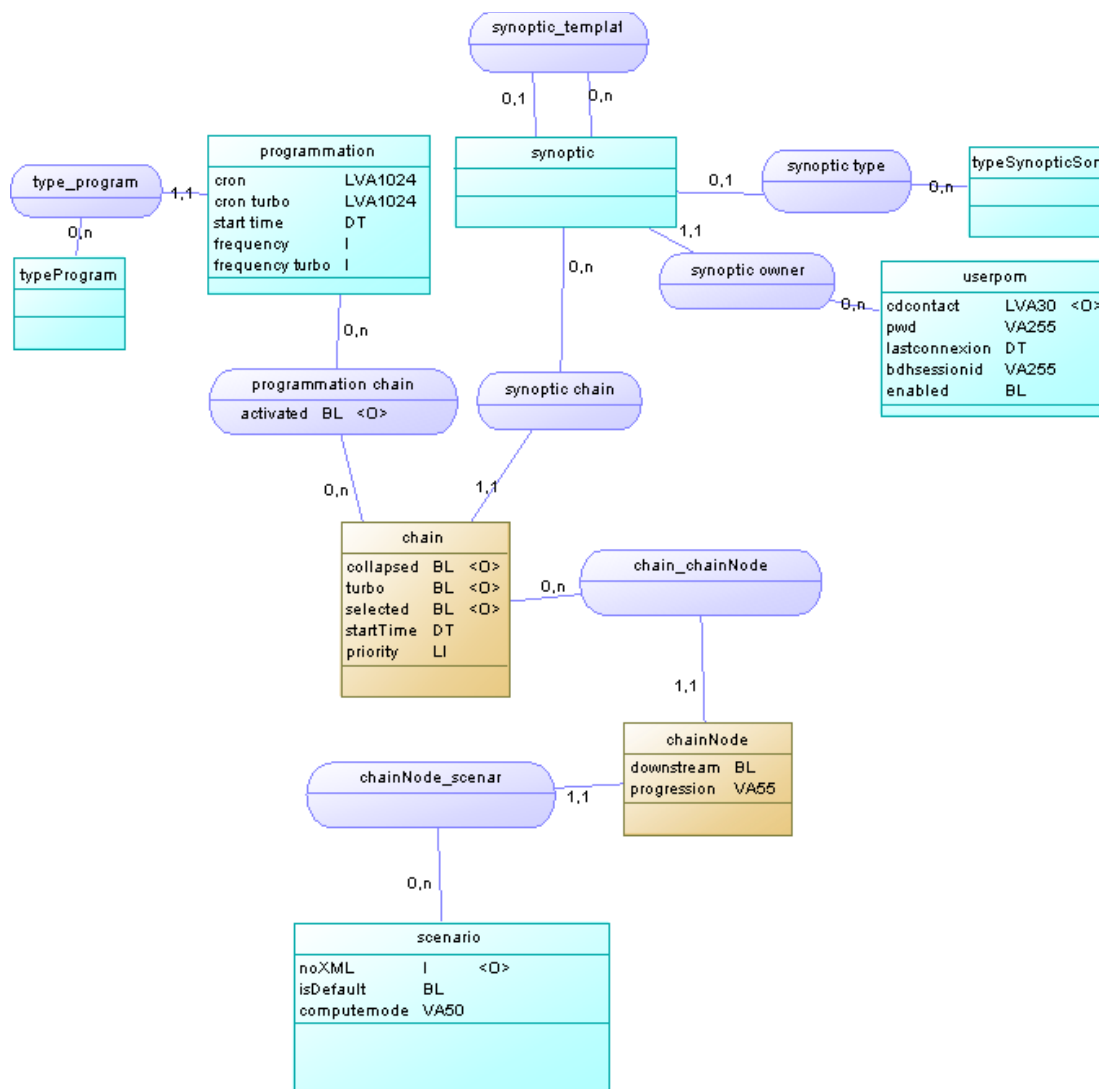 synoptic_templat
0,1
0,n
programmation
cron LVA1024
cron turbo LVA1024
start time DT
frequency I
frequency turbo I
type_program
1,1
0,n
typeProgram
synoptic
0,1
synoptic type
0,n
typeSynopticSor
1,1
synoptic owner
0,n
userpom
cdcontact LVA30 <O>
pwd VA255
lastconnexion DT
bdhsessionid VA255
enabled BL
0,n
0,n
programmation chain
activated BL <O>
synoptic chain
0,n
1,1
chain
collapsed BL <O>
turbo BL <O>
selected BL <O>
startTime DT
priority LI
0,n
chain_chainNode
1,1
chainNode
downstream BL
progression VA55
chainNode_scenar
1,1
0,n
scenario
noXML I <O>
isDefault BL
computemode VA50